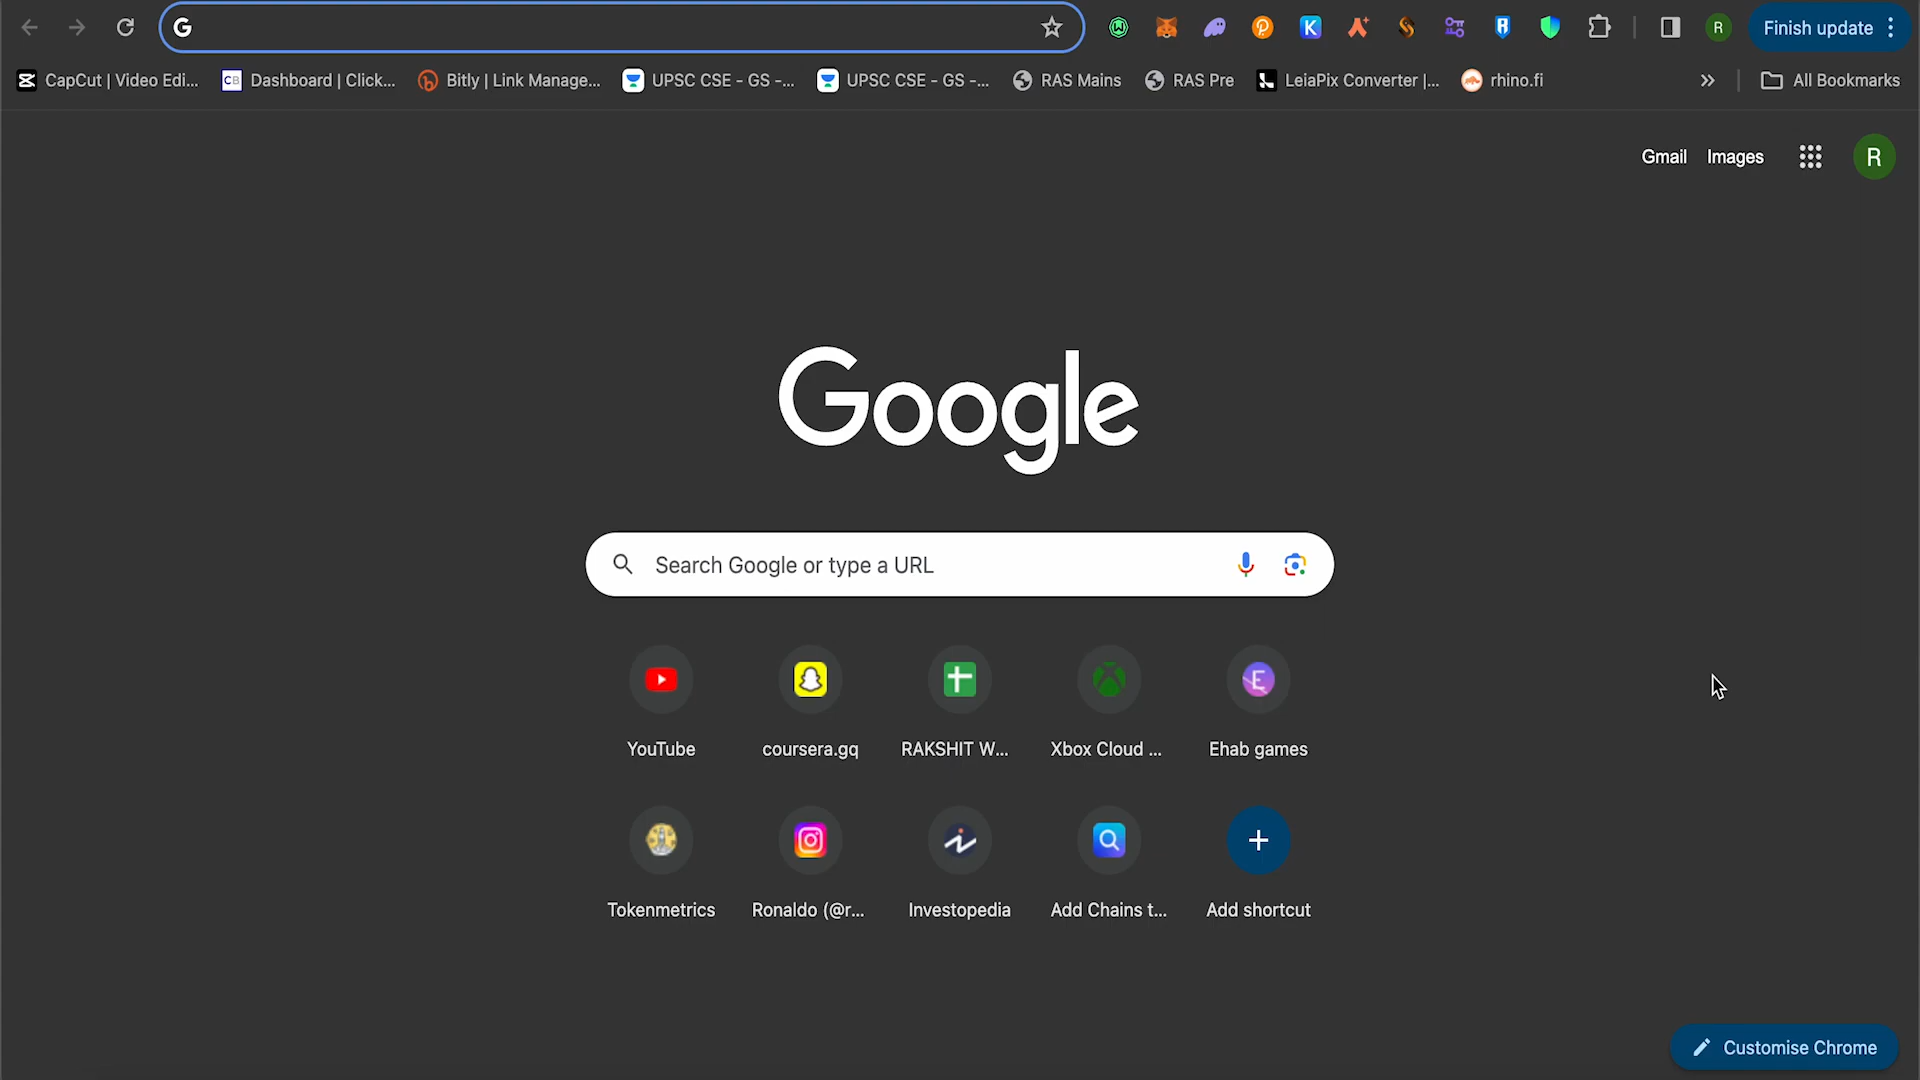 Finish update
CapCut | Video Edi...
CB Dashboard | Click...
Bitly | Link Manage...
UPSC CSE - GS -...
UPSC CSE - GS -...
RAS Mains
RAS Pre
LeiaPix Converter |...
rhino.fi
All Bookmarks
Gmail
Images
R
Google
Search Google or type a URL
YouTube
coursera.gq
RAKSHIT W...
Xbox Cloud ...
Ehab games
Tokenmetrics
Ronaldo (@r...
Investopedia
Add Chains t...
Add shortcut
Customise Chrome